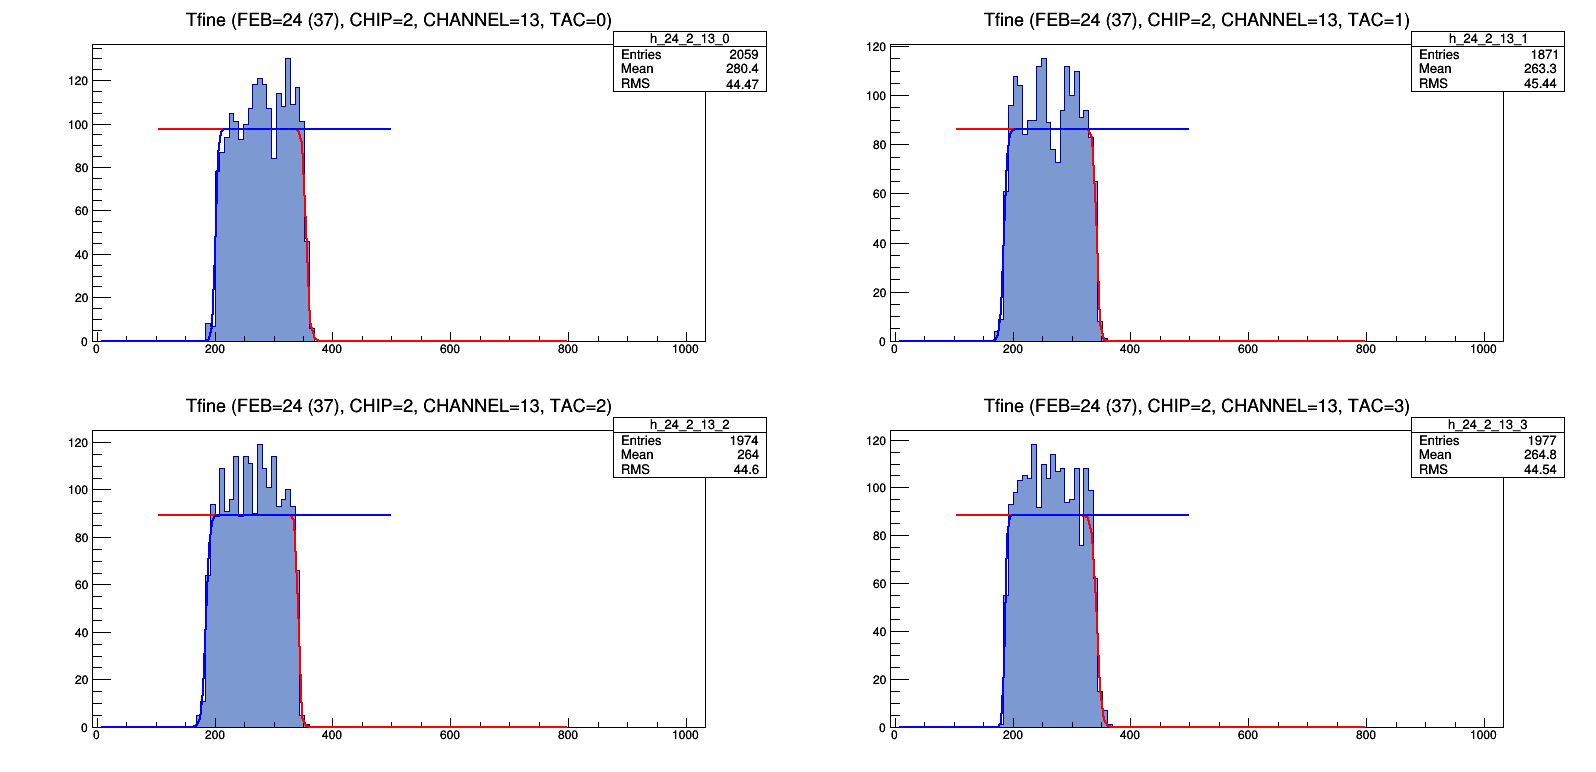 Tfine (FEB=24 (37), CHIP=2, CHANNEL=13, TAC=0)
h_24_2_13_0
Entries 2059
Mean 280.4
RMS 44.47
120
100
80
60
40
20
0
0 200 400 600 800 1000
Tfine (FEB=24 (37), CHIP=2, CHANNEL=13, TAC=1)
h_24_2_13_1
Entries 1871
Mean 263.3
RMS 45.44
120
100
80
60
40
20
0
0 200 400 600 800 1000
Tfine (FEB=24 (37), CHIP=2, CHANNEL=13, TAC=2)
h_24_2_13_2
Entries 1974
Mean 264
RMS 44.6
120
100
80
60
40
20
0
0 200 400 600 800 1000
Tfine (FEB=24 (37), CHIP=2, CHANNEL=13, TAC=3)
h_24_2_13_3
Entries 1977
Mean 264.8
RMS 44.54
120
100
80
60
40
20
0
0 200 400 600 800 1000